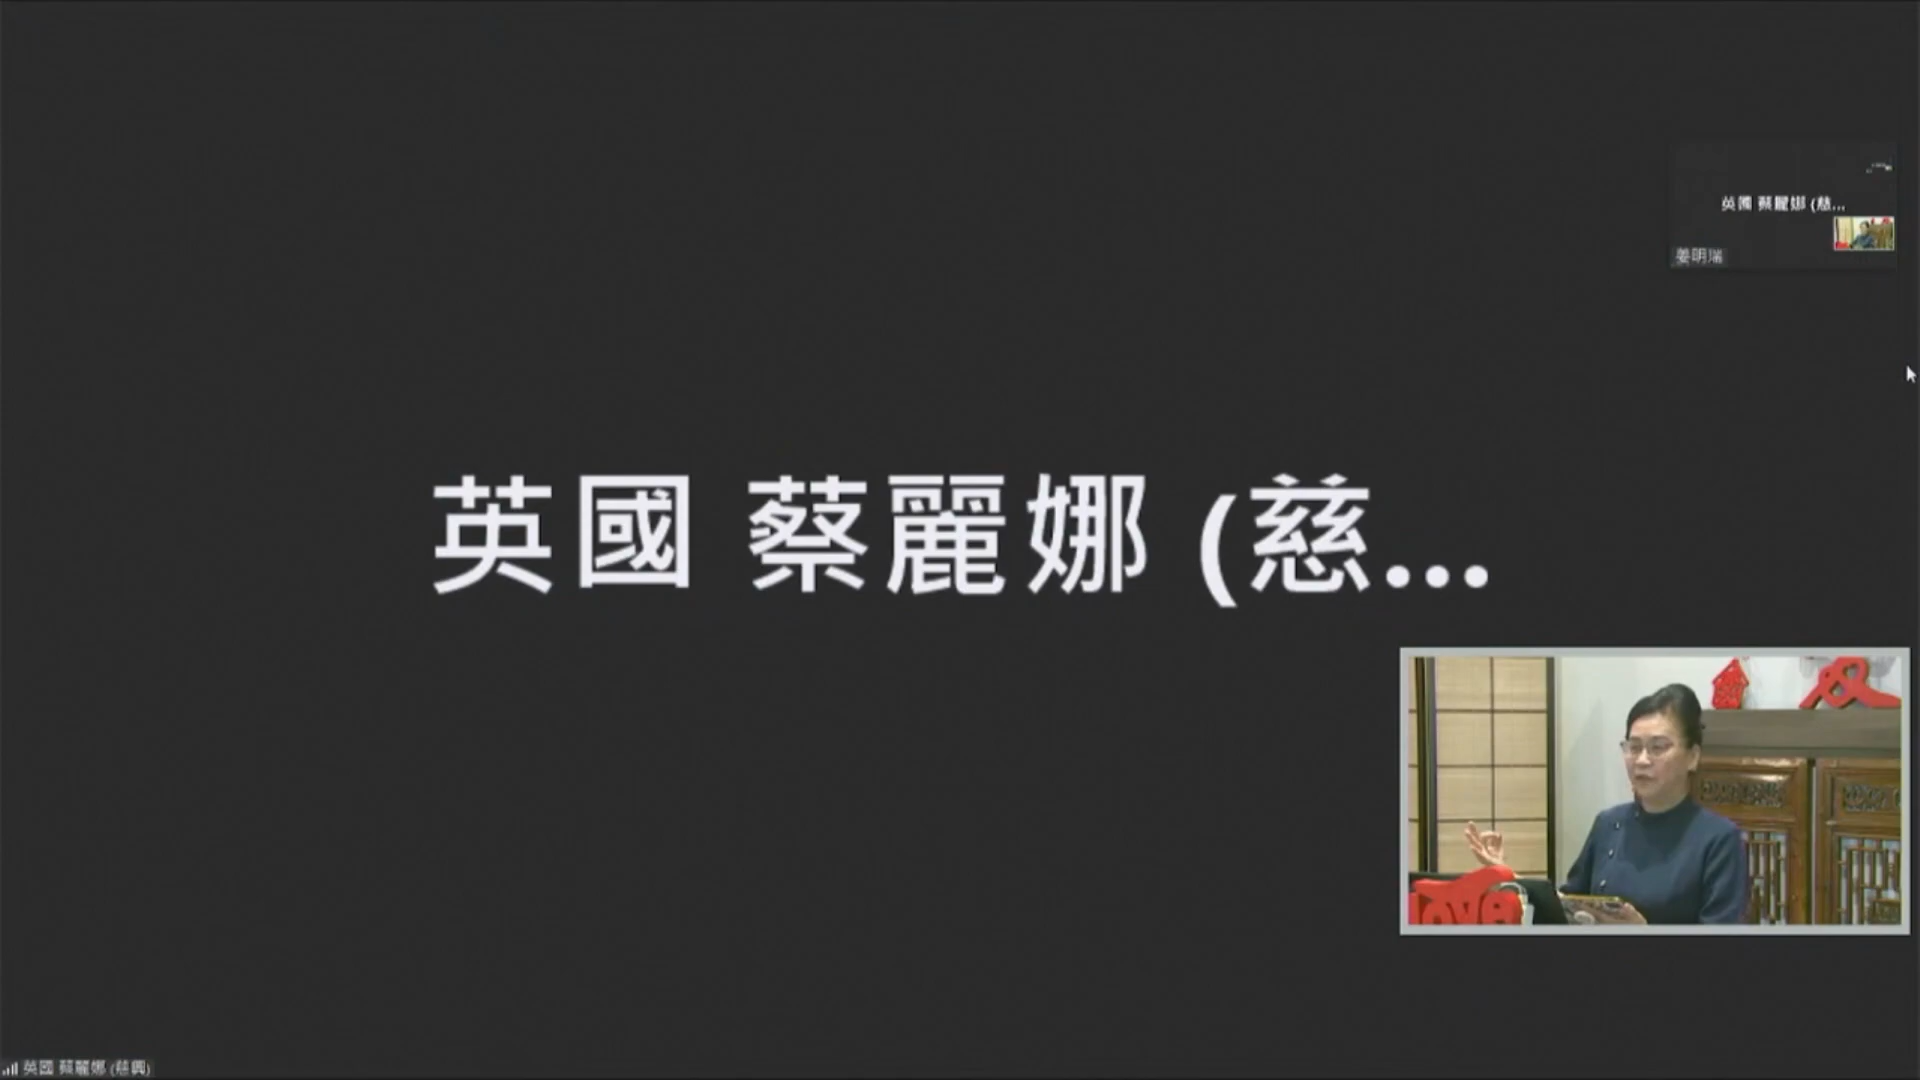 英國 蔡麗娜 (慈...
英國 蔡麗娜 (慈...
姜明瑞
love
英國 蔡麗娜 (慈興)